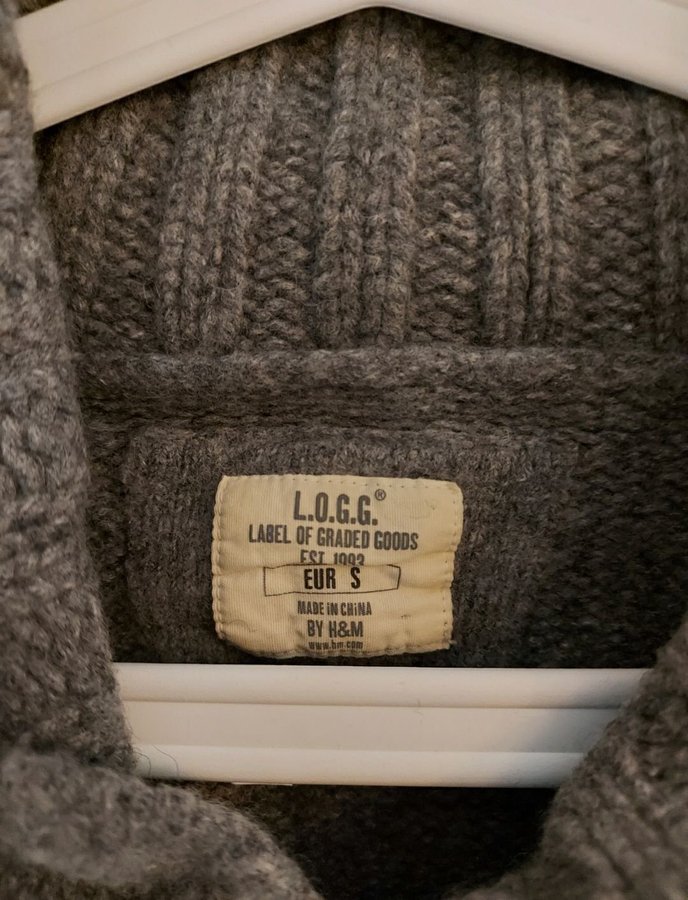 L.O.G.G.®
LABEL OF GRADED GOODS
EST 1992
EUR S
MADE IN CHINA
BY H&M
www.hm.com